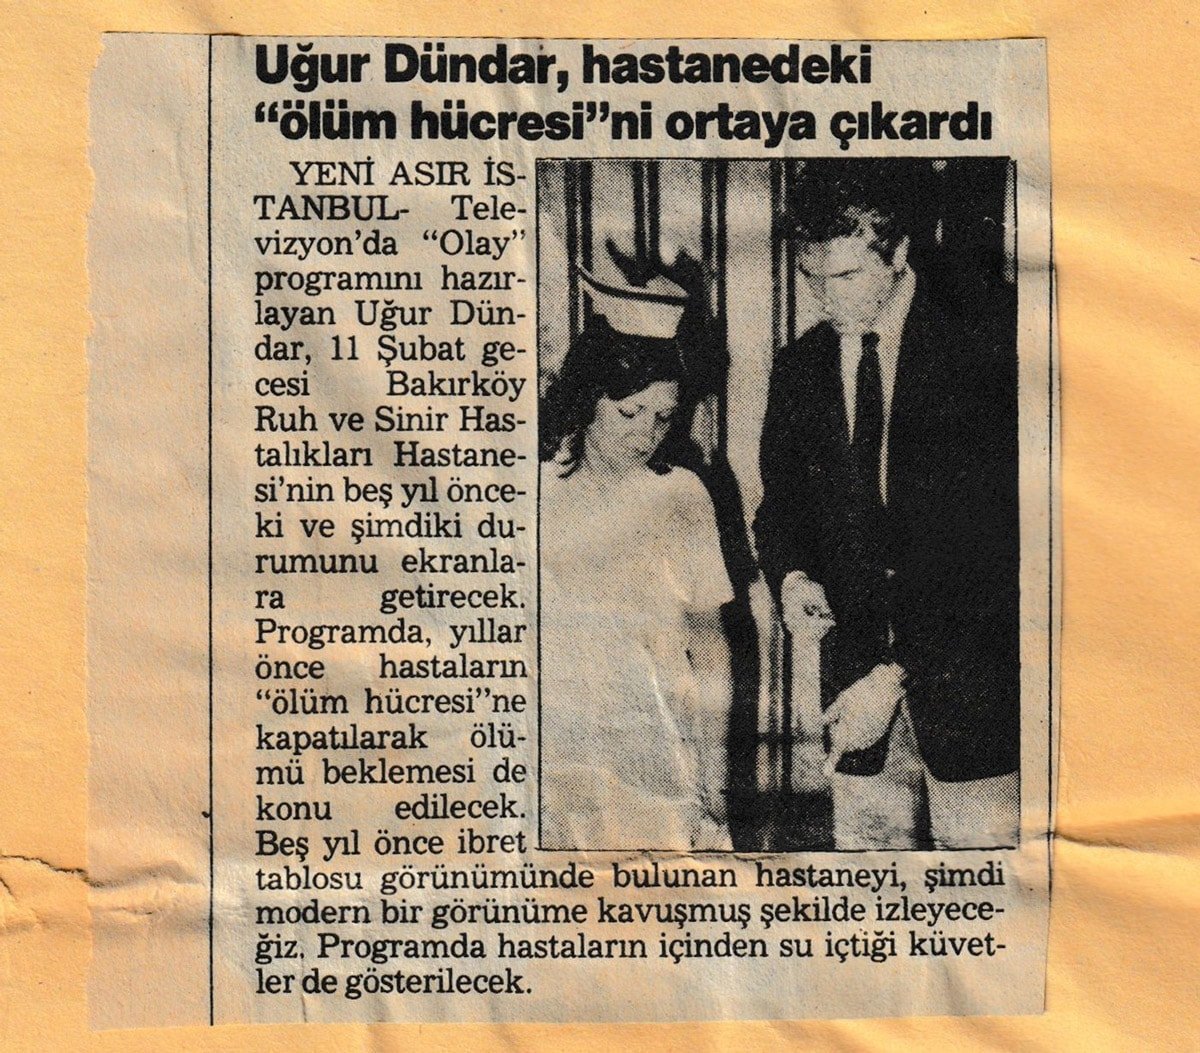 Uğur Dündar, hastanedeki
“ölüm hücresi”ni ortaya çıkardı
YENİ ASIR İS-
TANBUL- Tele-
vizyon’da “Olay”
programını hazır-
layan Uğur Dün-
dar, 11 Şubat ge-
cesi Bakırköy
Ruh ve Sinir Has-
talıkları Hastane-
si’nin beş yıl önce-
ki ve şimdiki du-
rumunu ekranla-
ra getirecek.
Programda, yıllar
önce hastaların
“ölüm hücresi”ne
kapatılarak ölü-
mü beklemesi de
konu edilecek.
Beş yıl önce ibret
tablosu görünümünde bulunan hastaneyi, şimdi
modern bir görünüme kavuşmuş şekilde izleyece-
ğiz. Programda hastaların içinden su içtiği küvet-
ler de gösterilecek.